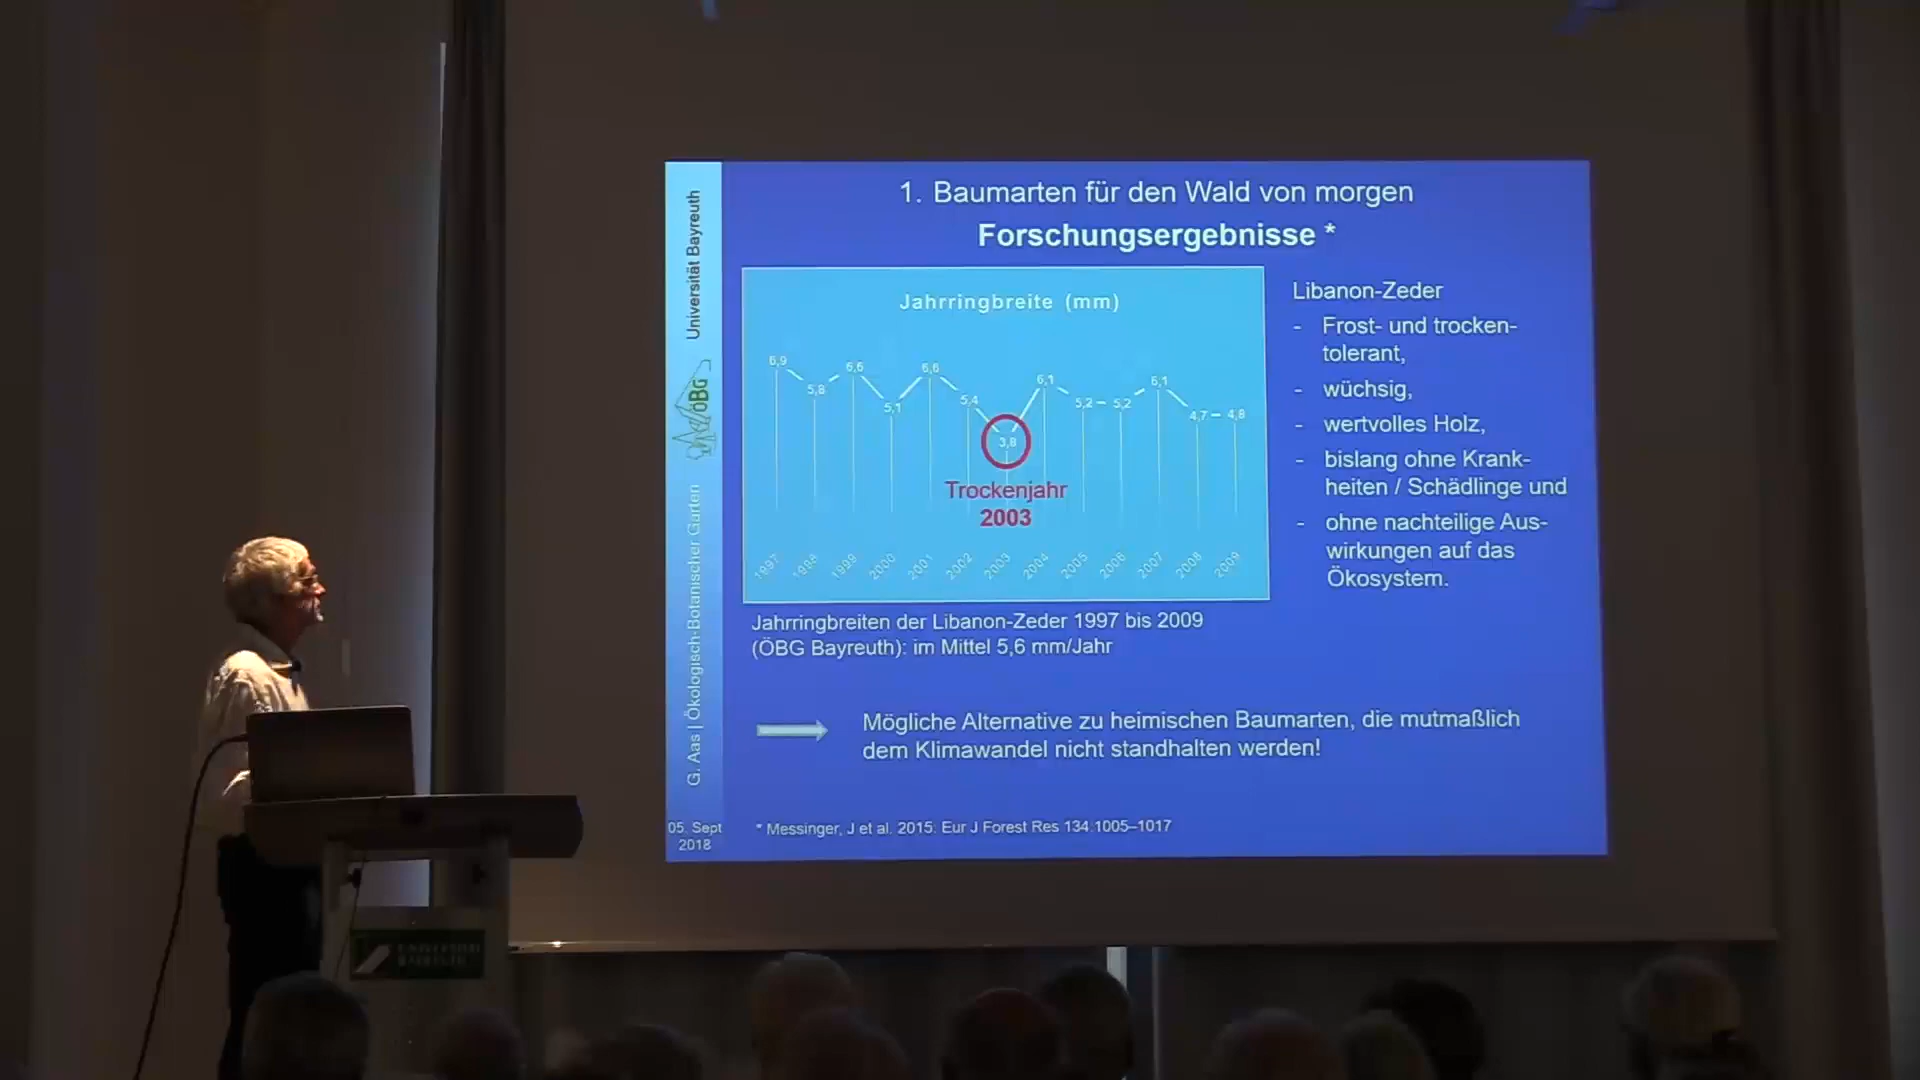 1. Baumarten für den Wald von morgen
Forschungsergebnisse *
Universität Bayreuth
ÖBG
G. Aas | Ökologisch-Botanischer Garten
05. Sept
2018
Jahrringbreite (mm)
6,9 5,8 6,6 5,1 6,6 5,4 3,8 6,1 5,2 5,2 6,1 4,7 4,8
Trockenjahr
2003
1997 1998 1999 2000 2001 2002 2003 2004 2005 2006 2007 2008 2009
Jahrringbreiten der Libanon-Zeder 1997 bis 2009
(ÖBG Bayreuth): im Mittel 5,6 mm/Jahr
Libanon-Zeder
- Frost- und trocken-
tolerant,
- wüchsig,
- wertvolles Holz,
- bislang ohne Krank-
heiten / Schädlinge und
- ohne nachteilige Aus-
wirkungen auf das
Ökosystem.
Mögliche Alternative zu heimischen Baumarten, die mutmaßlich
dem Klimawandel nicht standhalten werden!
* Messinger, J et al. 2015: Eur J Forest Res 134:1005–1017
UNIVERSITÄT
BAYREUTH